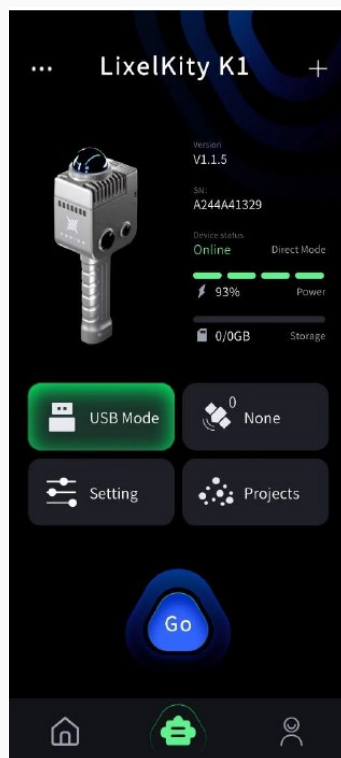 ... LixelKity K1 +
Version
V1.1.5
SN:
A244A41329
Device status
Online Direct Mode
93% Power
0/0GB Storage
USB Mode
0
None
Setting
Projects
Go